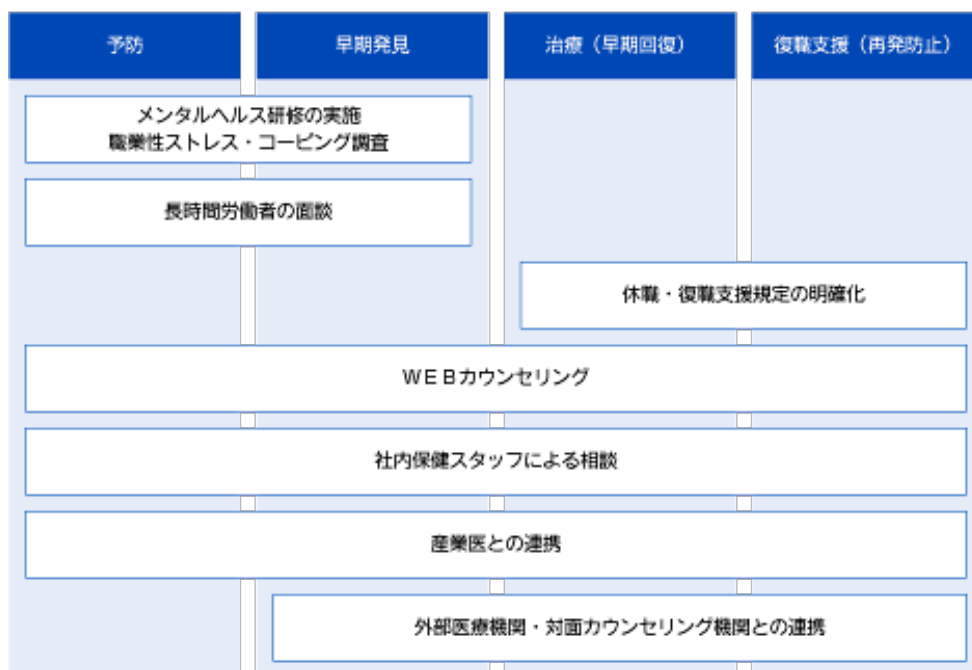 予防
早期発見
治療（早期回復）
復職支援（再発防止）
メンタルヘルス研修の実施
職業性ストレス・コーピング調査
長時間労働者の面談
休職・復職支援規定の明確化
ＷＥＢカウンセリング
社内保健スタッフによる相談
産業医との連携
外部医療機関・対面カウンセリング機関との連携